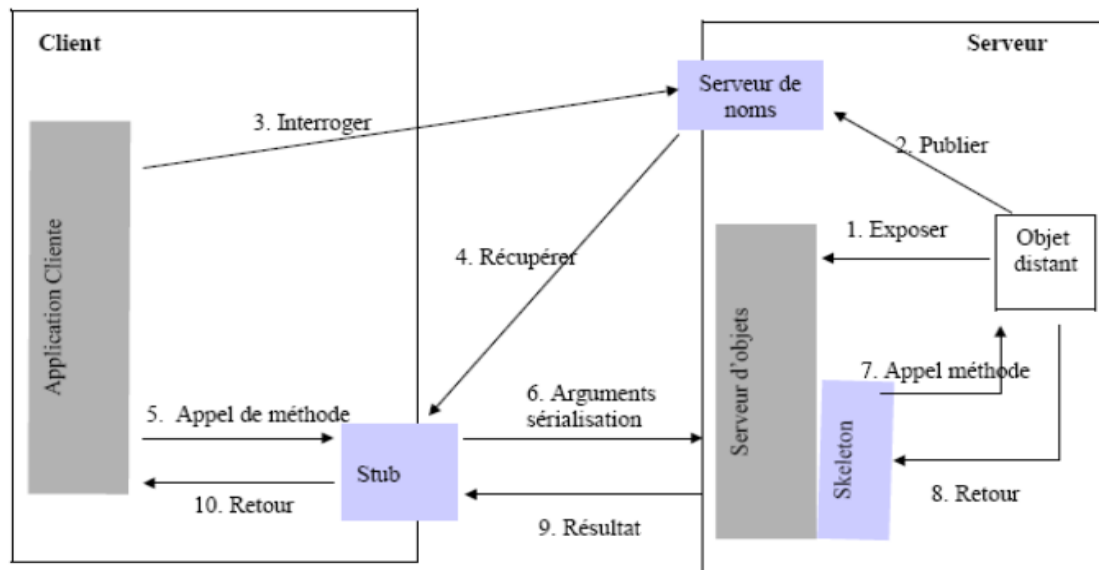 Client
Serveur
Serveur de
noms
3. Interroger
2. Publier
Application Cliente
4. Récupérer
1. Exposer
Objet
distant
Serveur d'objets
7. Appel méthode
6. Arguments
sérialisation
5. Appel de méthode
Stub
Skeleton
10. Retour
9. Résultat
8. Retour